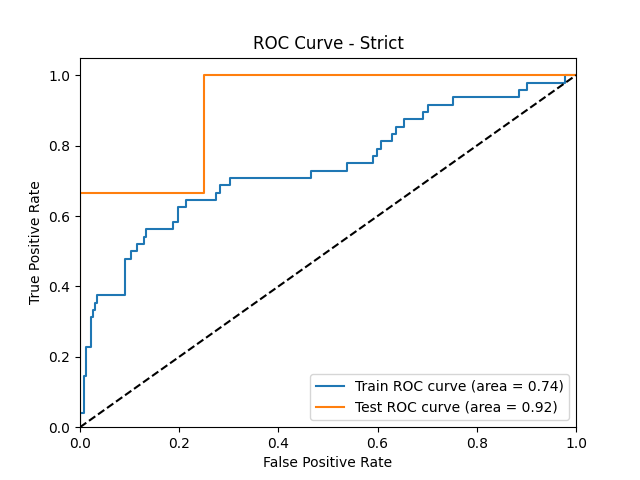 ROC Curve - Strict
True Positive Rate
1.0
0.8
0.6
0.4
0.2
0.0
0.0 0.2 0.4 0.6 0.8 1.0
False Positive Rate
Train ROC curve (area = 0.74)
Test ROC curve (area = 0.92)